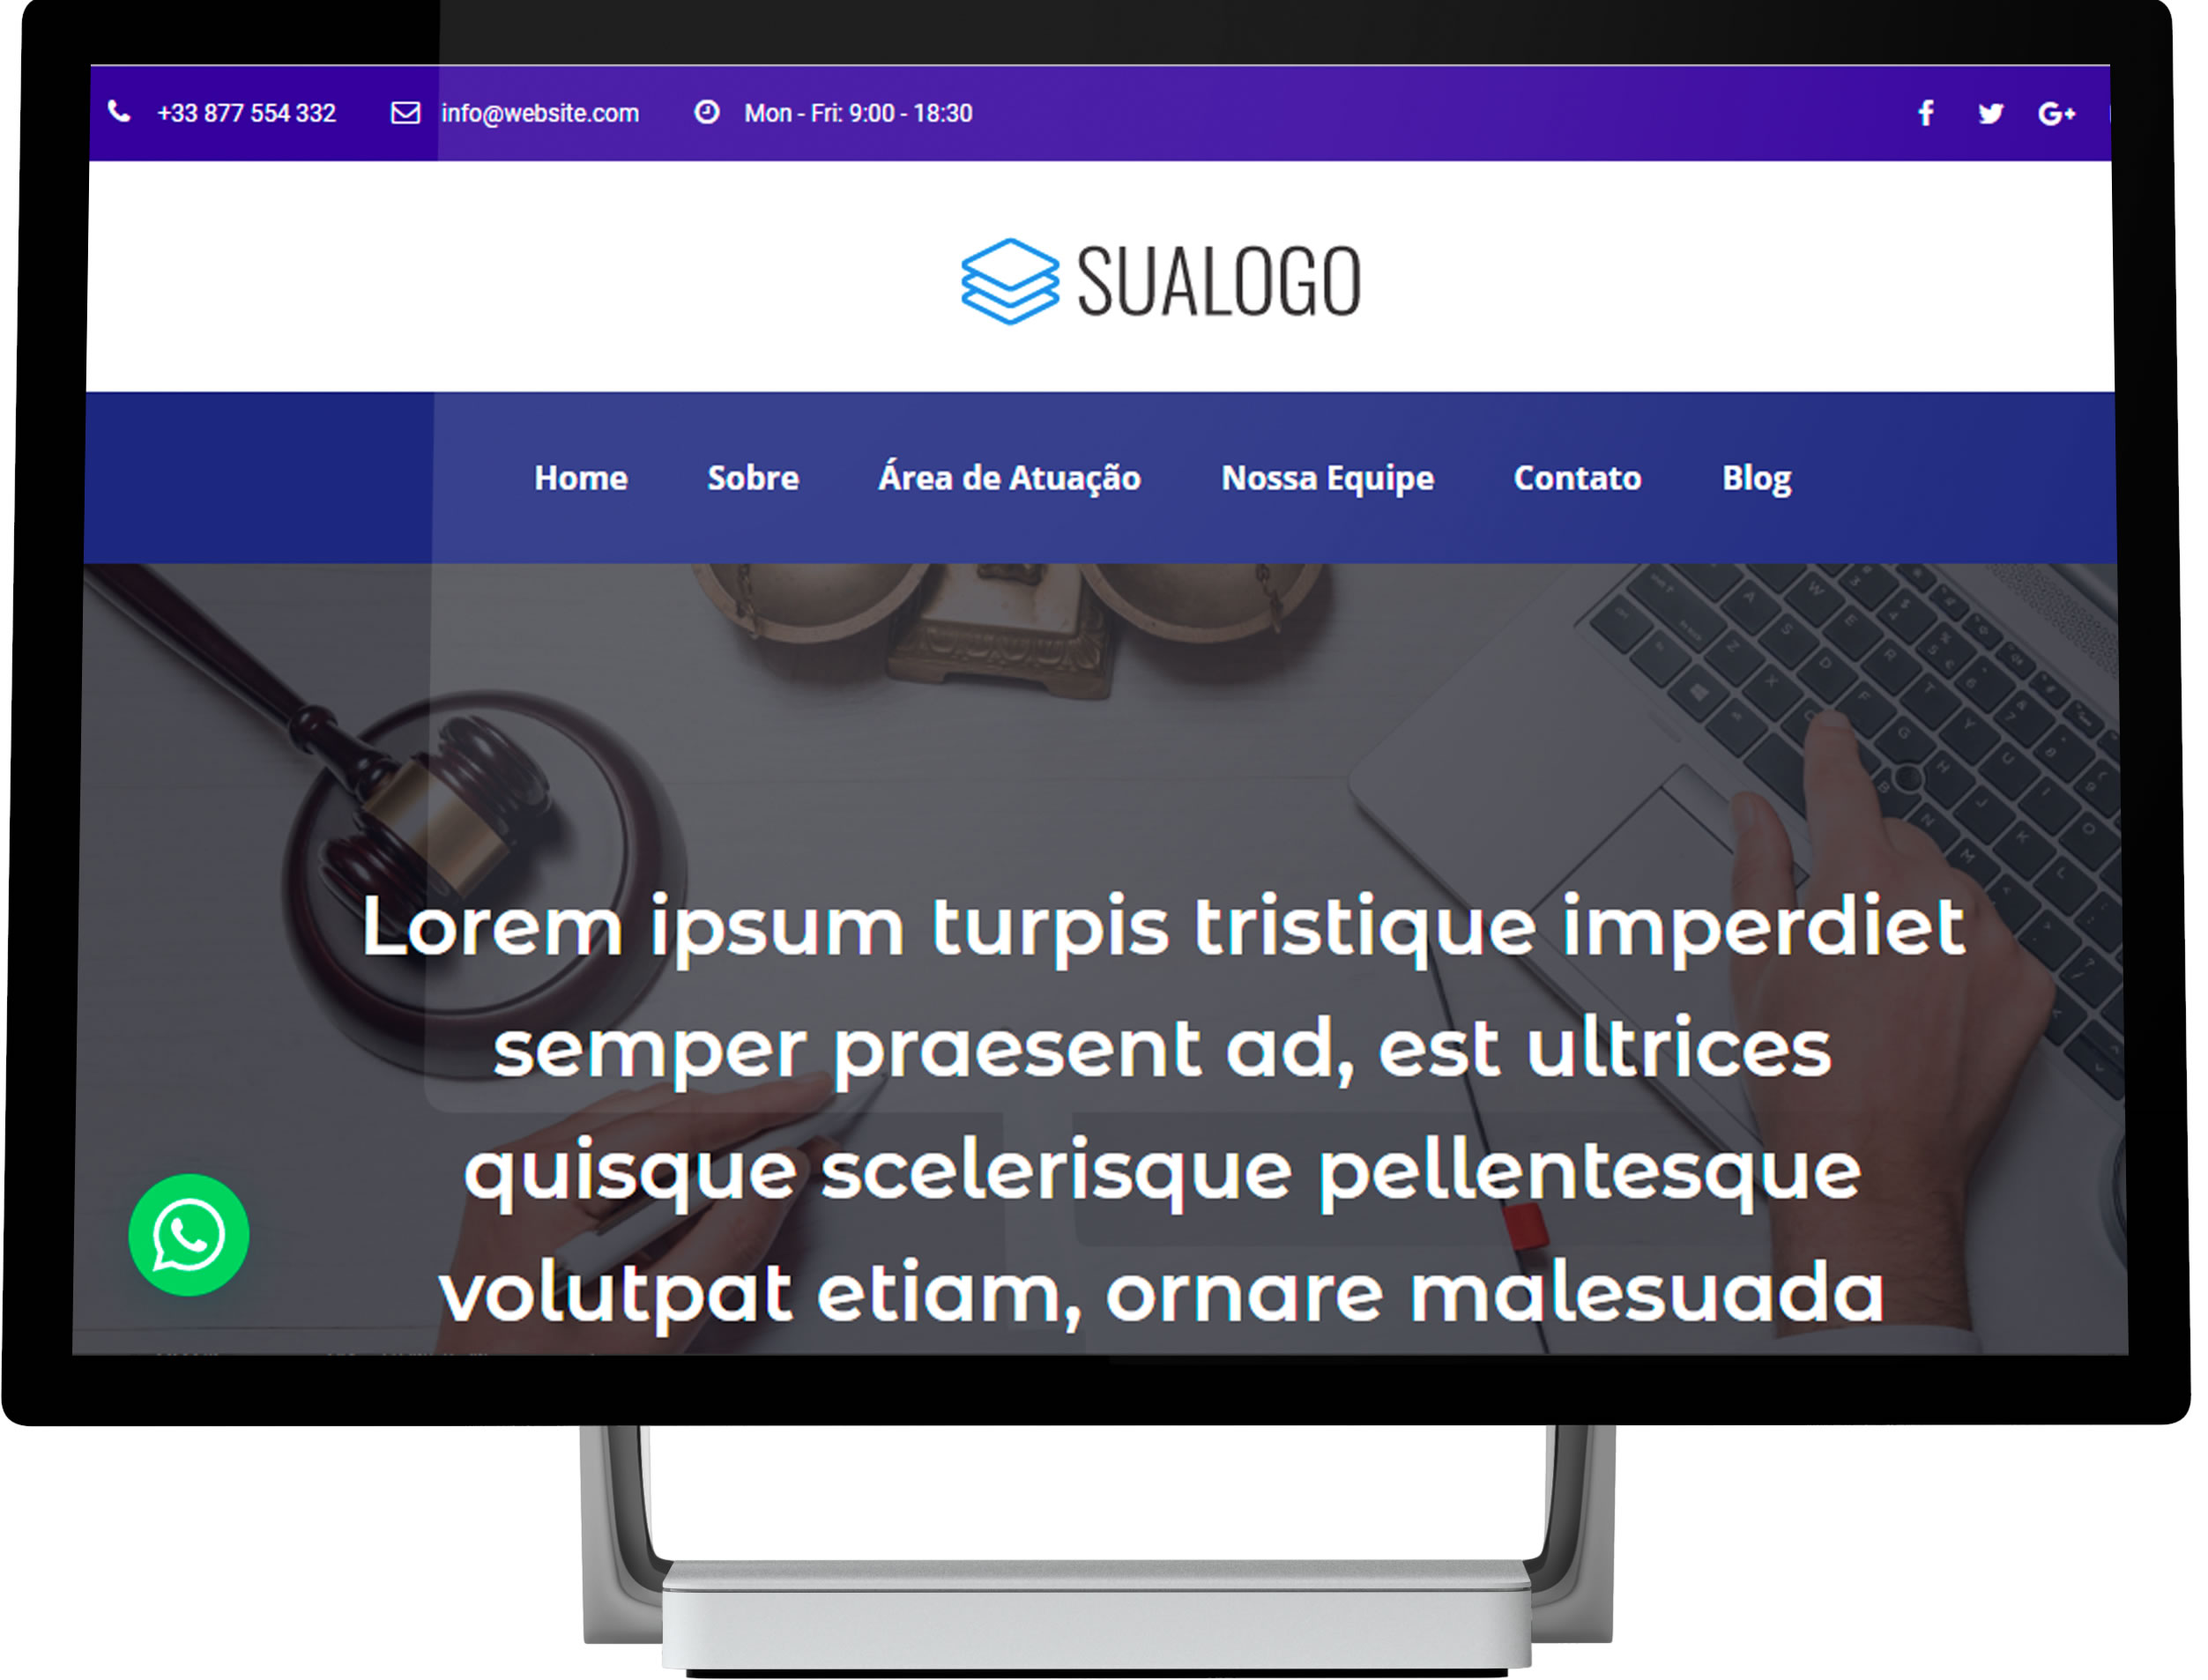 +33 877 554 332 info@website.com Mon - Fri: 9:00 - 18:30
SUALOGO
Home Sobre Área de Atuação Nossa Equipe Contato Blog
Lorem ipsum turpis tristique imperdiet
semper praesent ad, est ultrices
quisque scelerisque pellentesque
volutpat etiam, ornare malesuada